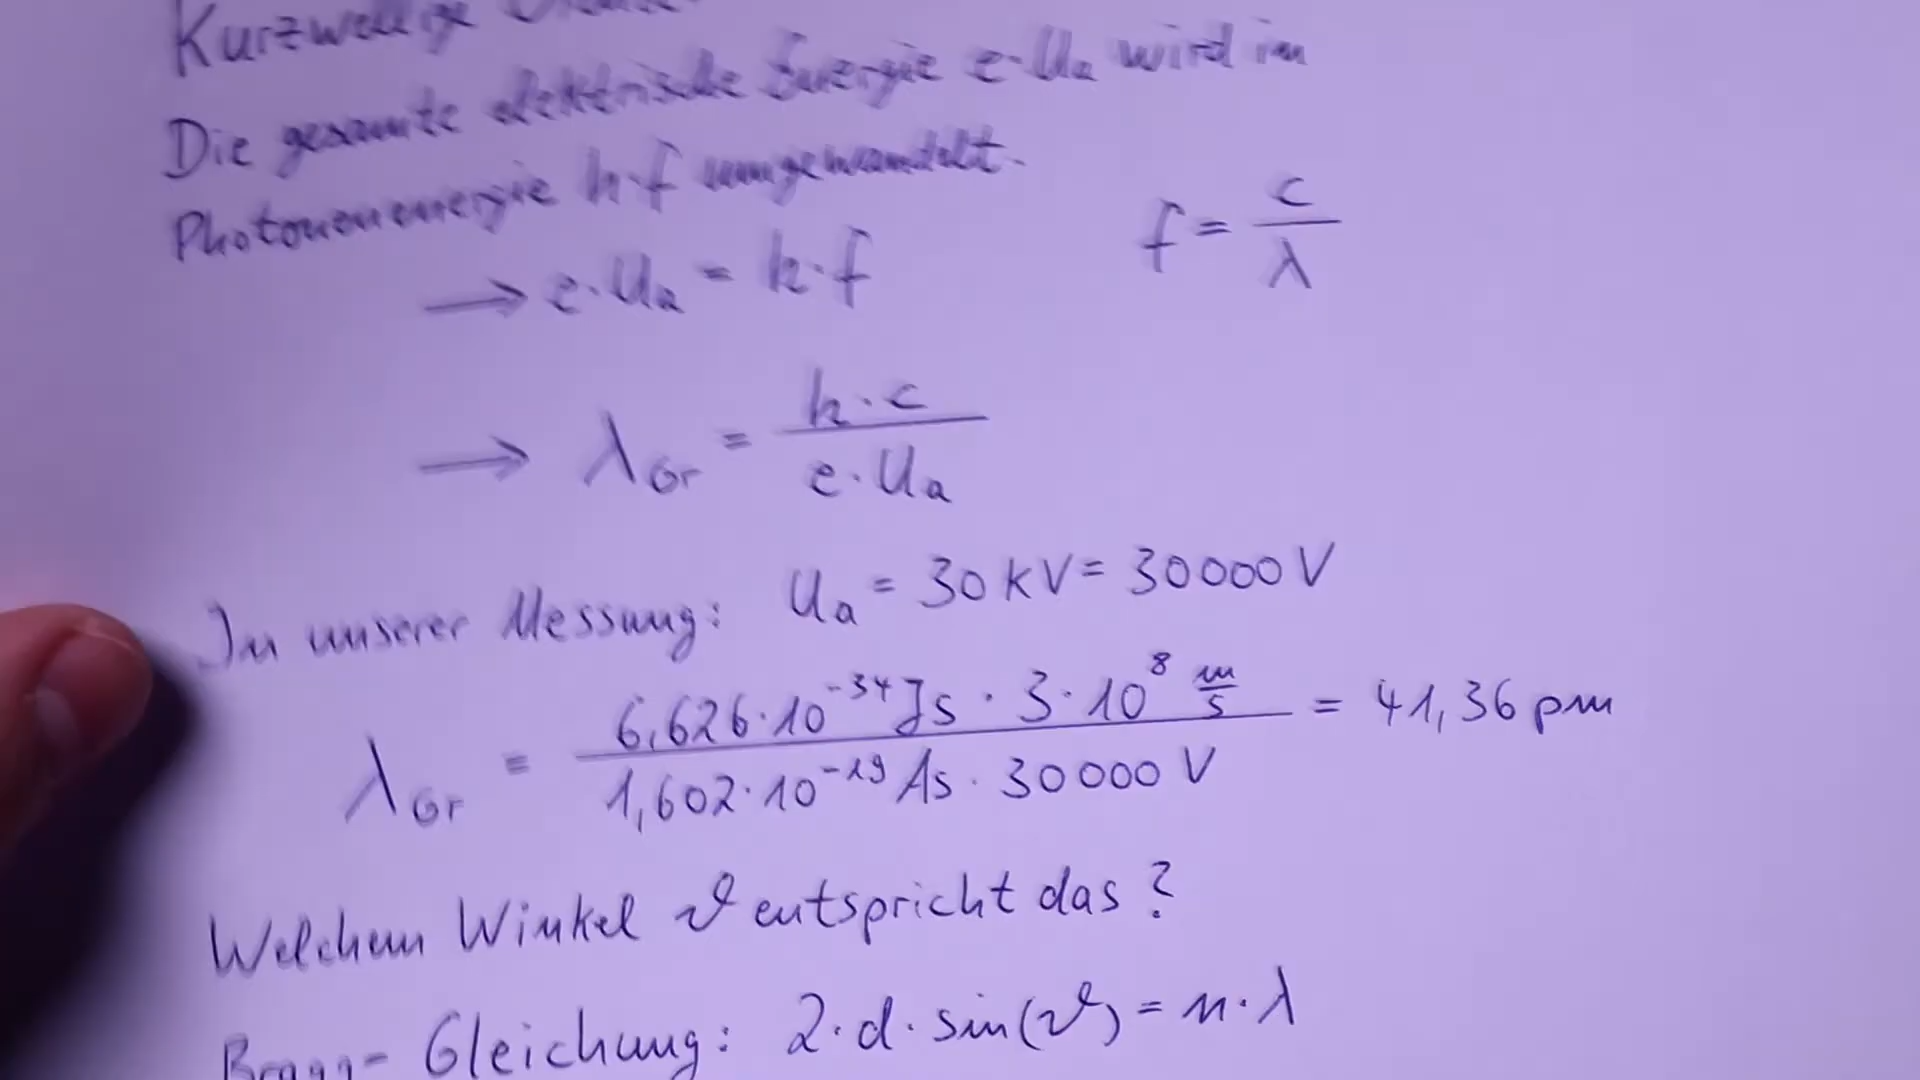 Kurzwellige
Die gesamte elektrische Energie e·Ua wird in
Photonenenergie h·f umgewandelt.
→ e·Ua = h·f
f = c/λ
→ λGr = h·c / e·Ua
In unserer Messung: Ua = 30 kV = 30000 V
λGr = 6,626·10⁻³⁴ Js · 3·10⁸ m/s / 1,602·10⁻¹⁹ As · 30000 V = 41,36 pm
Welchem Winkel ϑ entspricht das?
Bragg-Gleichung: 2·d·sin(ϑ) = n·λ